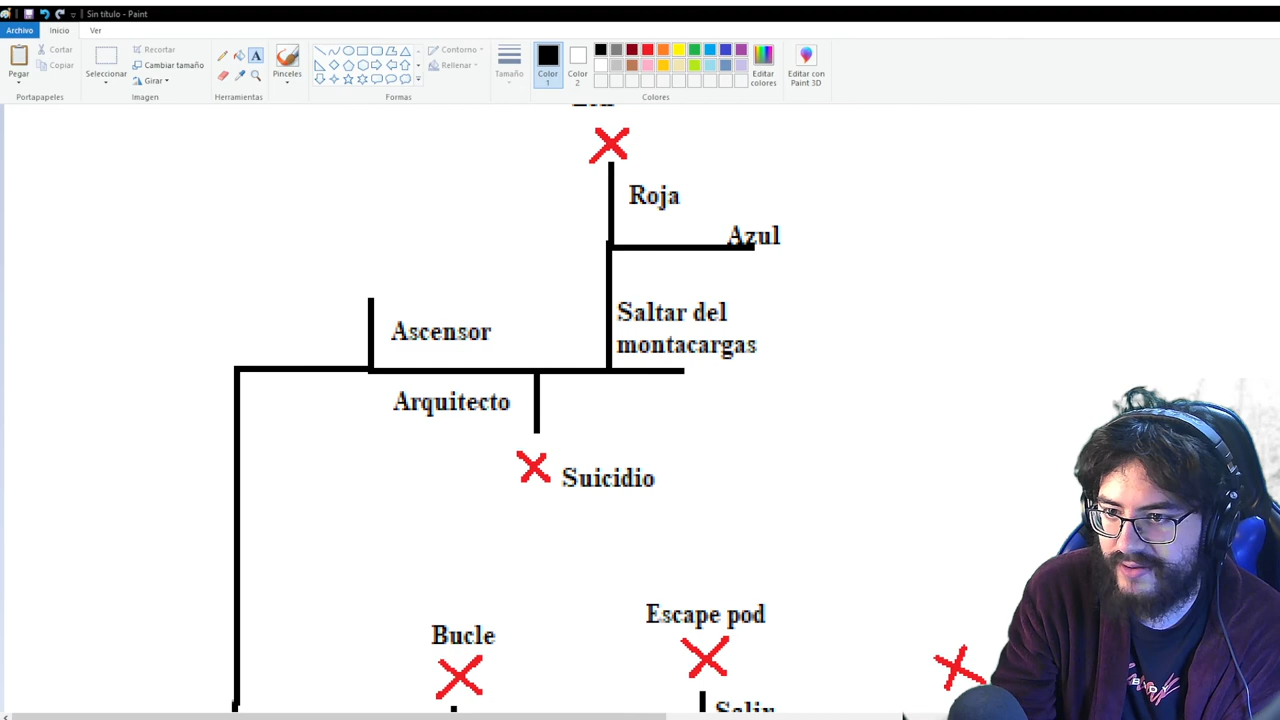 Sin título - Paint
Archivo Inicio Ver
Pegar
Cortar
Copiar
Portapapeles
Seleccionar
Recortar
Cambiar tamaño
Girar
Imagen
A
Herramientas
Pinceles
Contorno
Rellenar
Formas
Tamaño
Color
1
Color
2
Editar
colores
Colores
Editar con
Paint 3D
Roja
Azul
Saltar del
montacargas
Ascensor
Arquitecto
Suicidio
Escape pod
Bucle
Salir